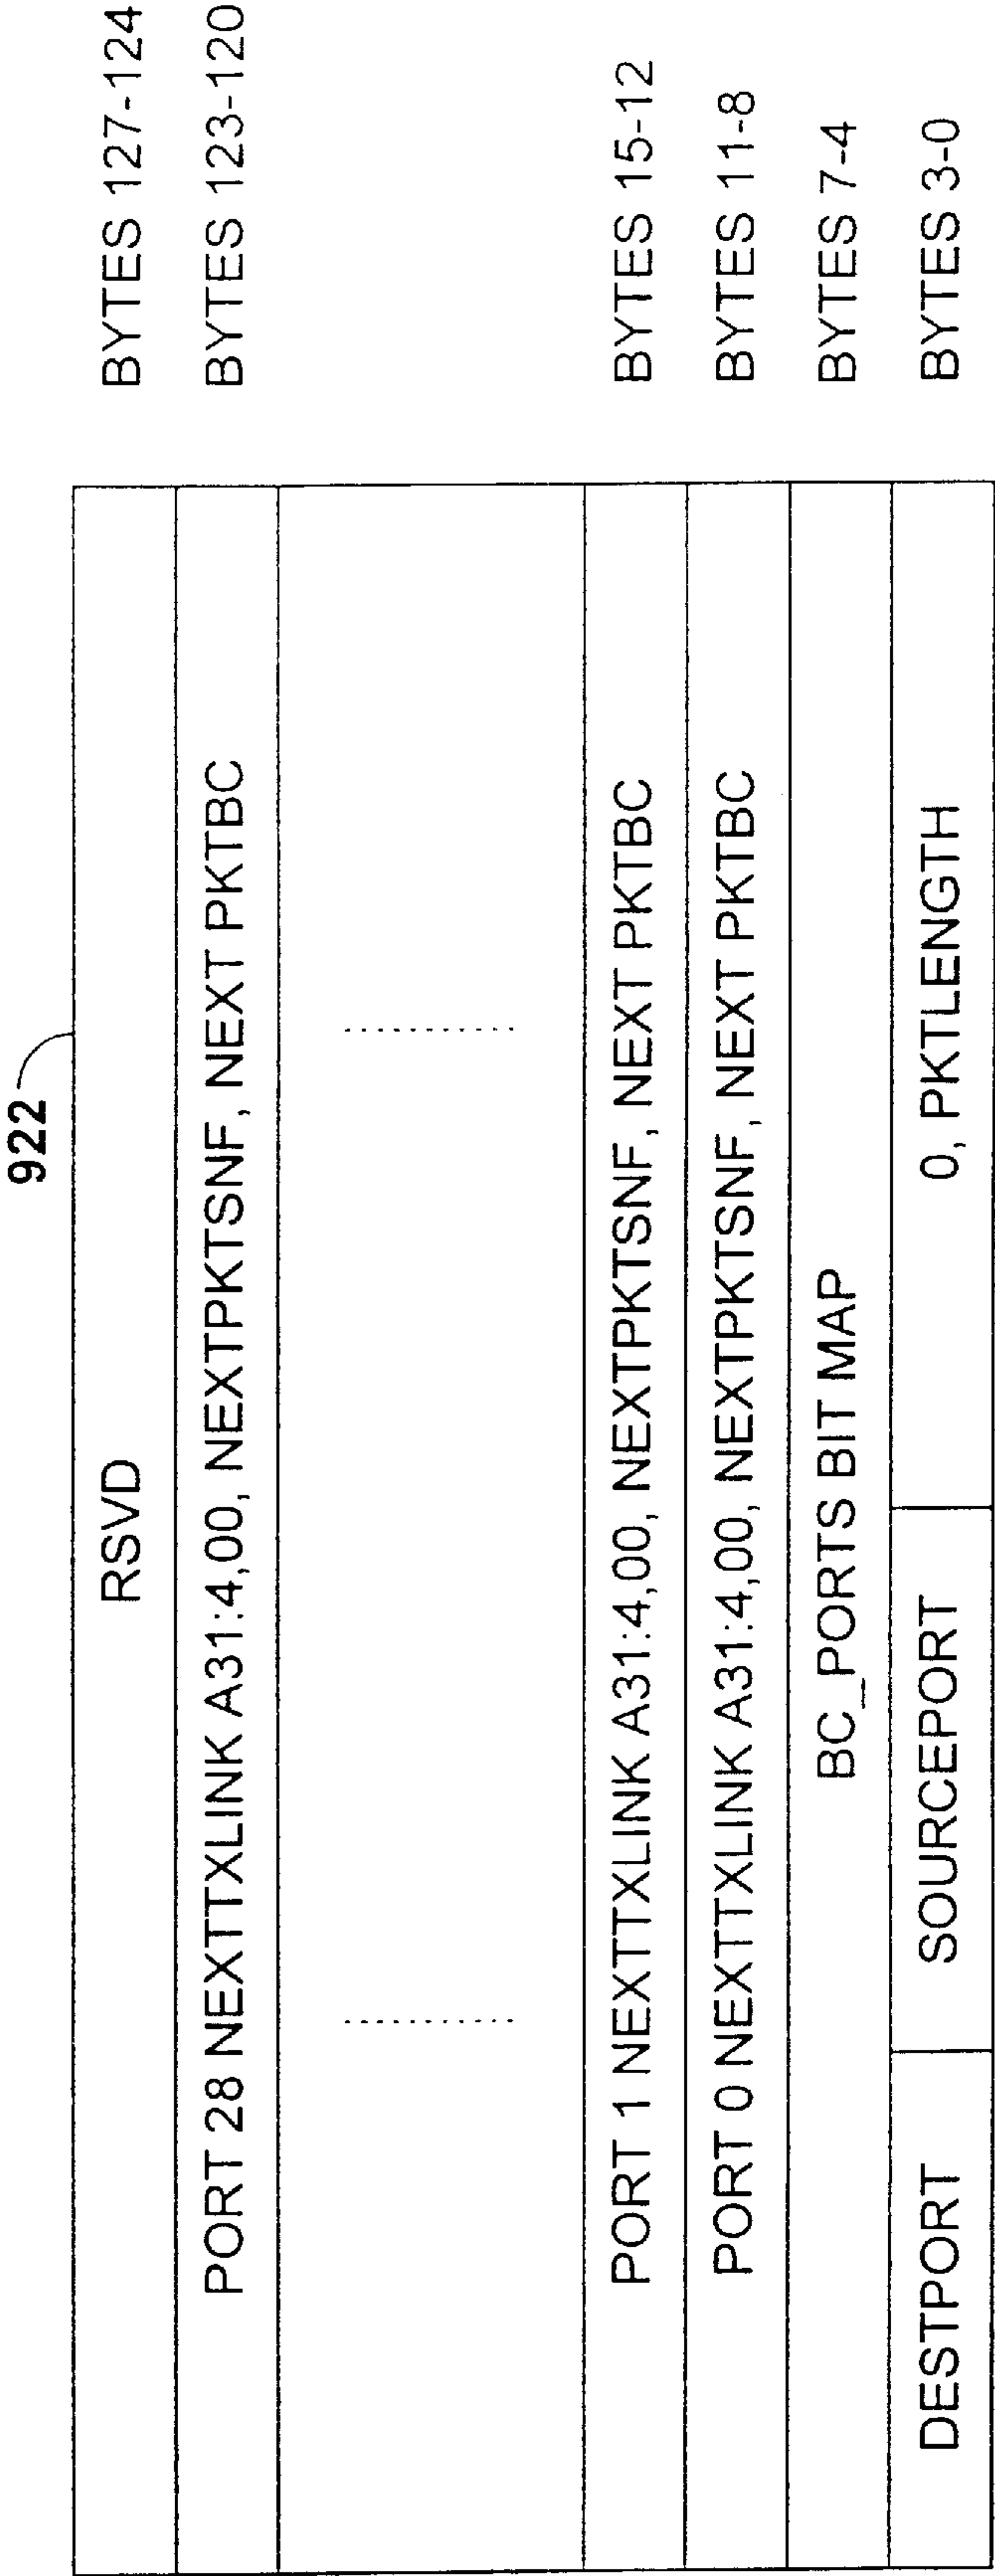 922
RSVD BYTES 127-124
PORT 28 NEXTTXLINK A31:4,00, NEXTPKTSNF, NEXT PKTBC BYTES 123-120
PORT 1 NEXTTXLINK A31:4,00, NEXTPKTSNF, NEXT PKTBC BYTES 15-12
PORT 0 NEXTTXLINK A31:4,00, NEXTPKTSNF, NEXT PKTBC BYTES 11-8
BC_PORTS BIT MAP BYTES 7-4
DESTPORT SOURCEPORT 0, PKTLENGTH BYTES 3-0